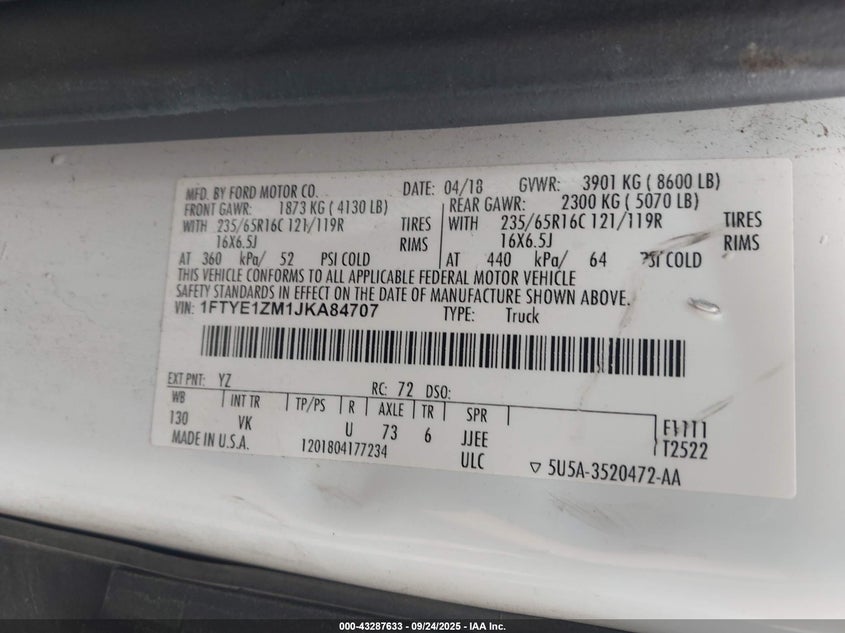 MFD. BY FORD MOTOR CO. DATE: 04/18 GVWR: 3901 KG ( 8600 LB)
FRONT GAWR: 1873 KG ( 4130 LB) REAR GAWR: 2300 KG ( 5070 LB)
WITH 235/65R16C 121/119R TIRES WITH 235/65R16C 121/119R TIRES
16X6.5J RIMS 16X6.5J RIMS
AT 360 kPa/ 52 PSI COLD AT 440 kPa/ 64 PSI COLD
THIS VEHICLE CONFORMS TO ALL APPLICABLE FEDERAL MOTOR VEHICLE
SAFETY STANDARDS IN EFFECT ON THE DATE OF MANUFACTURE SHOWN ABOVE.
VIN: 1FTYE1ZM1JKA84707 TYPE: Truck
EXT PNT: YZ RC: 72 DSO:
WB INT TR TP/PS R AXLE TR SPR
130 VK U 73 6 JJEE
MADE IN U.S.A. 1201804177234 ULC T2522
▽ 5U5A-3520472-AA
000-43287633 - 09/24/2025 - IAA Inc.